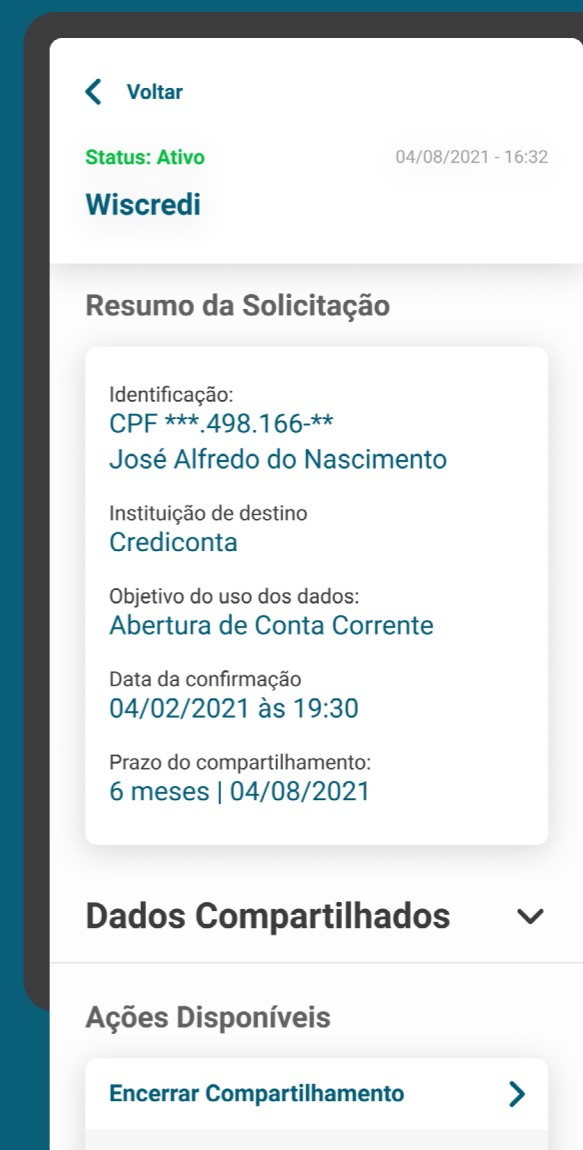 Voltar
Status: Ativo
04/08/2021 - 16:32
Wiscredi
Resumo da Solicitação
Identificação:
CPF ***.498.166-**
José Alfredo do Nascimento
Instituição de destino
Crediconta
Objetivo do uso dos dados:
Abertura de Conta Corrente
Data da confirmação
04/02/2021 às 19:30
Prazo do compartilhamento:
6 meses | 04/08/2021
Dados Compartilhados
Ações Disponíveis
Encerrar Compartilhamento